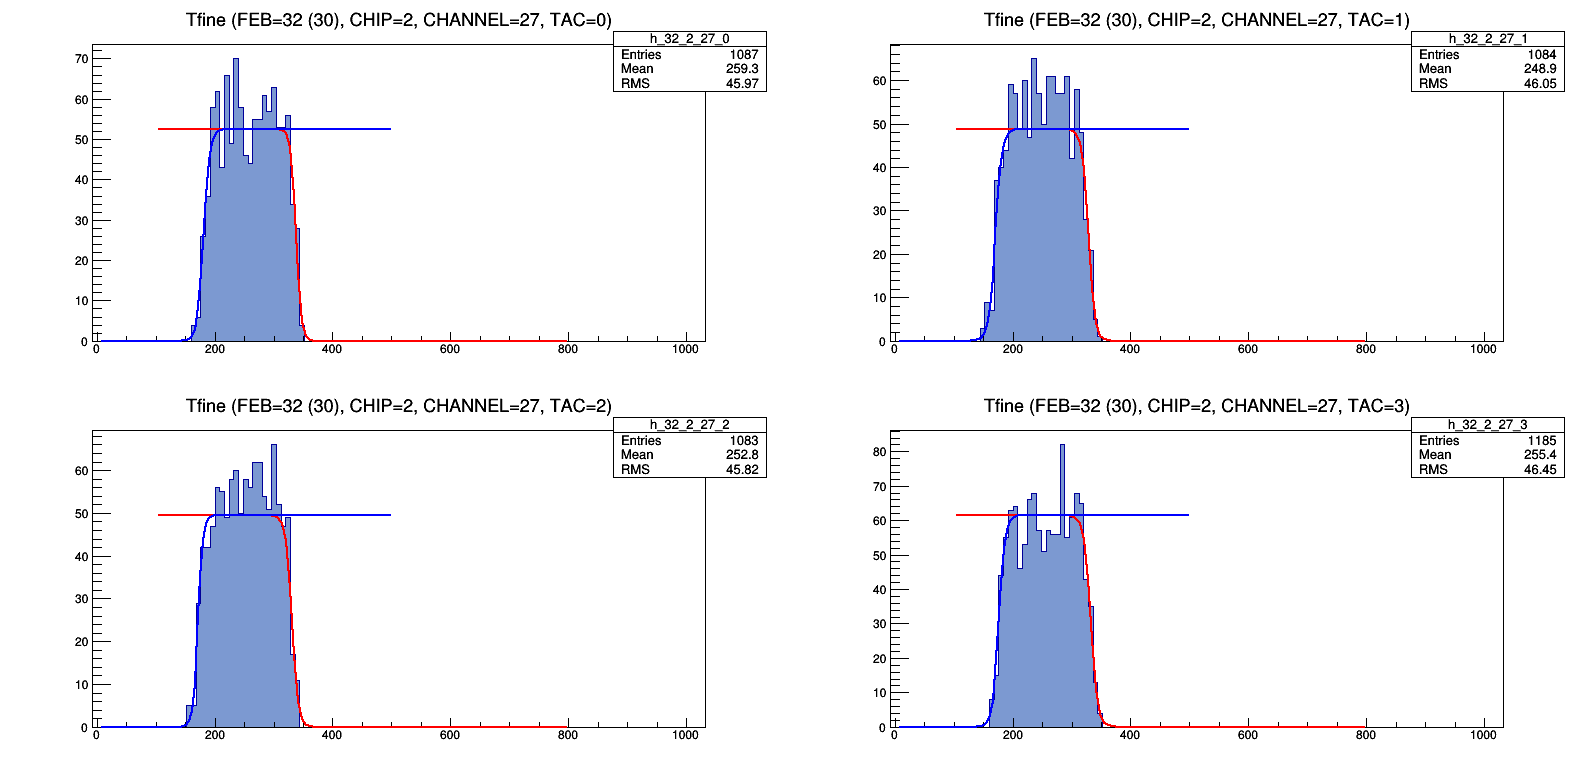 Tfine (FEB=32 (30), CHIP=2, CHANNEL=27, TAC=0)
h_32_2_27_0
Entries 1087
Mean 259.3
RMS 45.97
70
60
50
40
30
20
10
0
0 200 400 600 800 1000
Tfine (FEB=32 (30), CHIP=2, CHANNEL=27, TAC=1)
h_32_2_27_1
Entries 1084
Mean 248.9
RMS 46.05
60
50
40
30
20
10
0
0 200 400 600 800 1000
Tfine (FEB=32 (30), CHIP=2, CHANNEL=27, TAC=2)
h_32_2_27_2
Entries 1083
Mean 252.8
RMS 45.82
60
50
40
30
20
10
0
0 200 400 600 800 1000
Tfine (FEB=32 (30), CHIP=2, CHANNEL=27, TAC=3)
h_32_2_27_3
Entries 1185
Mean 255.4
RMS 46.45
80
70
60
50
40
30
20
10
0
0 200 400 600 800 1000